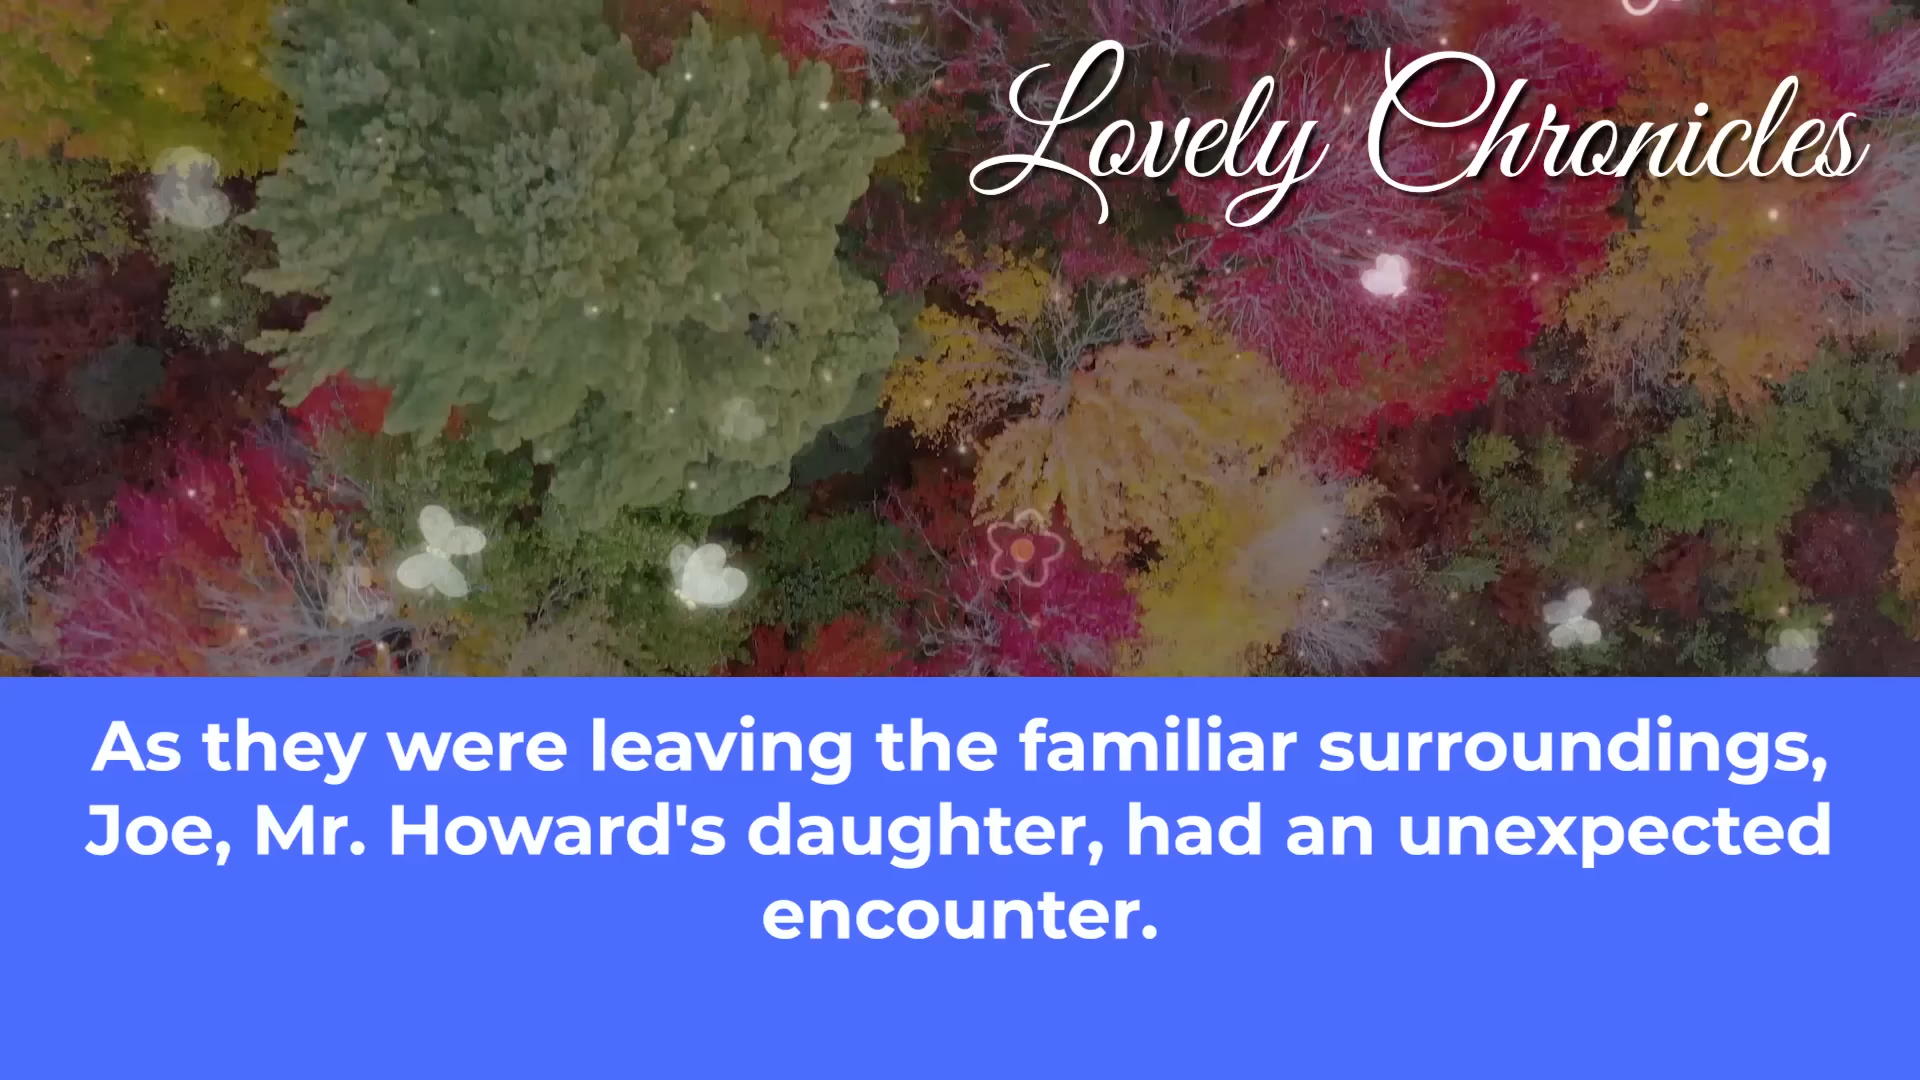 Lovely Chronicles
As they were leaving the familiar surroundings,
Joe, Mr. Howard's daughter, had an unexpected
encounter.